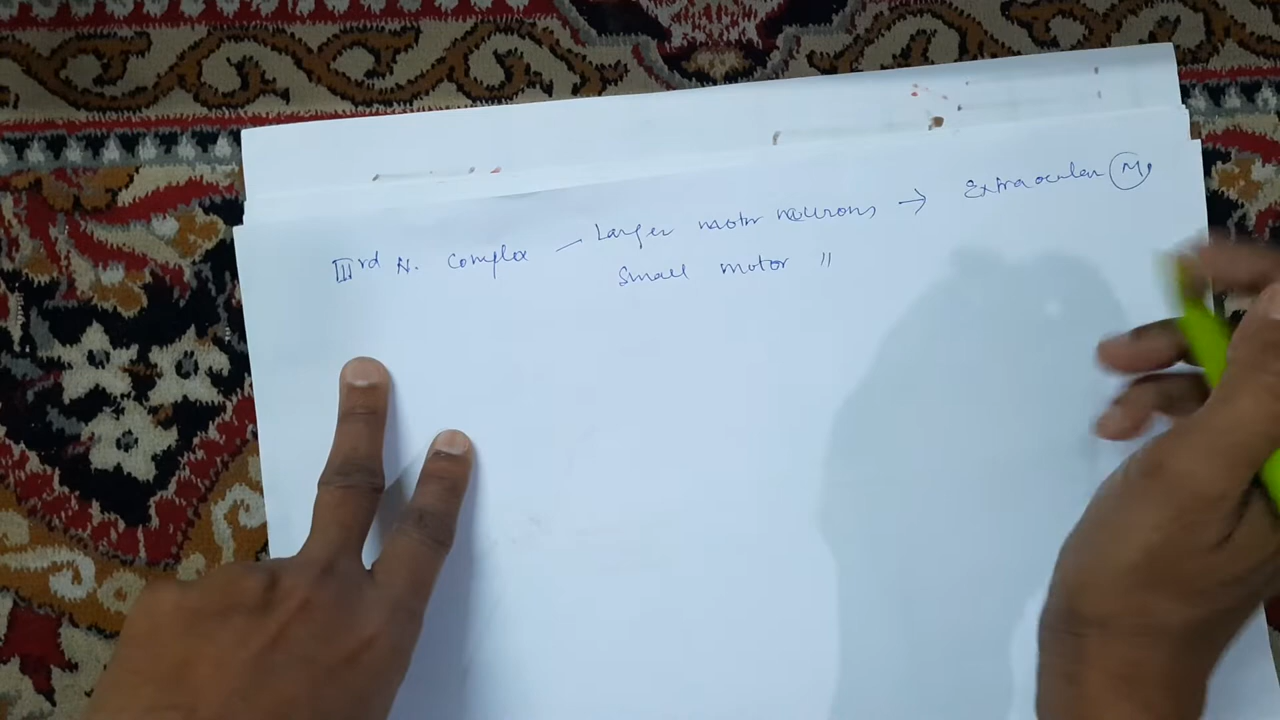 IIIrd N. Complex – Larger motor neurons → Extraocular M.
Small motor "